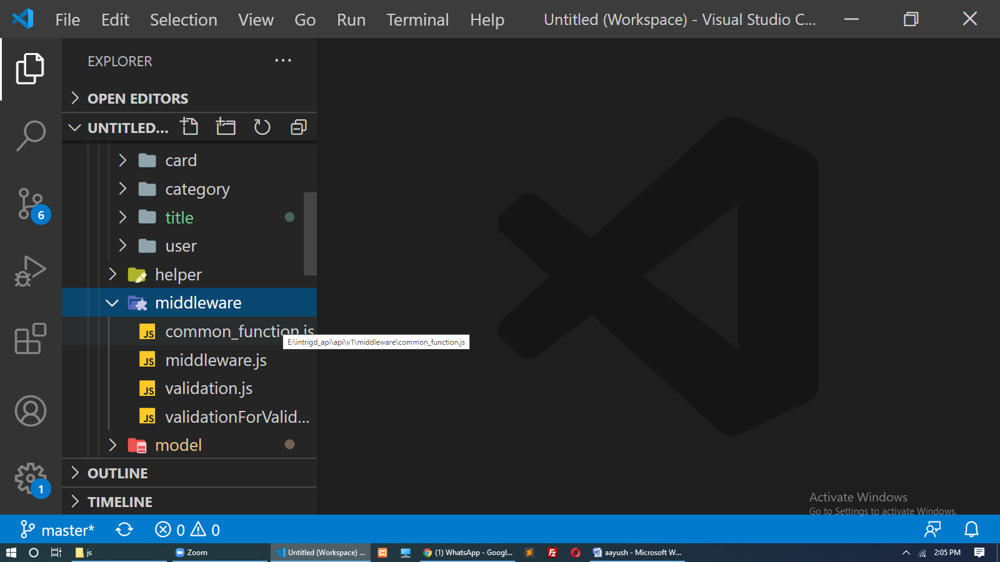 File Edit Selection View Go Run Terminal Help Untitled (Workspace) - Visual Studio C...
EXPLORER
OPEN EDITORS
UNTITLED...
card
category
title
user
helper
middleware
common_function.js
E:\intrigd_api\api\v1\middleware\common_function.js
JS middleware.js
JS validation.js
JS validationForValid...
model
OUTLINE
TIMELINE
6
1
Activate Windows
Go to Settings to activate Windows.
master* 0 0
js Zoom Untitled (Workspace) ... (1) WhatsApp - Googl... aayush - Microsoft W... 2:05 PM